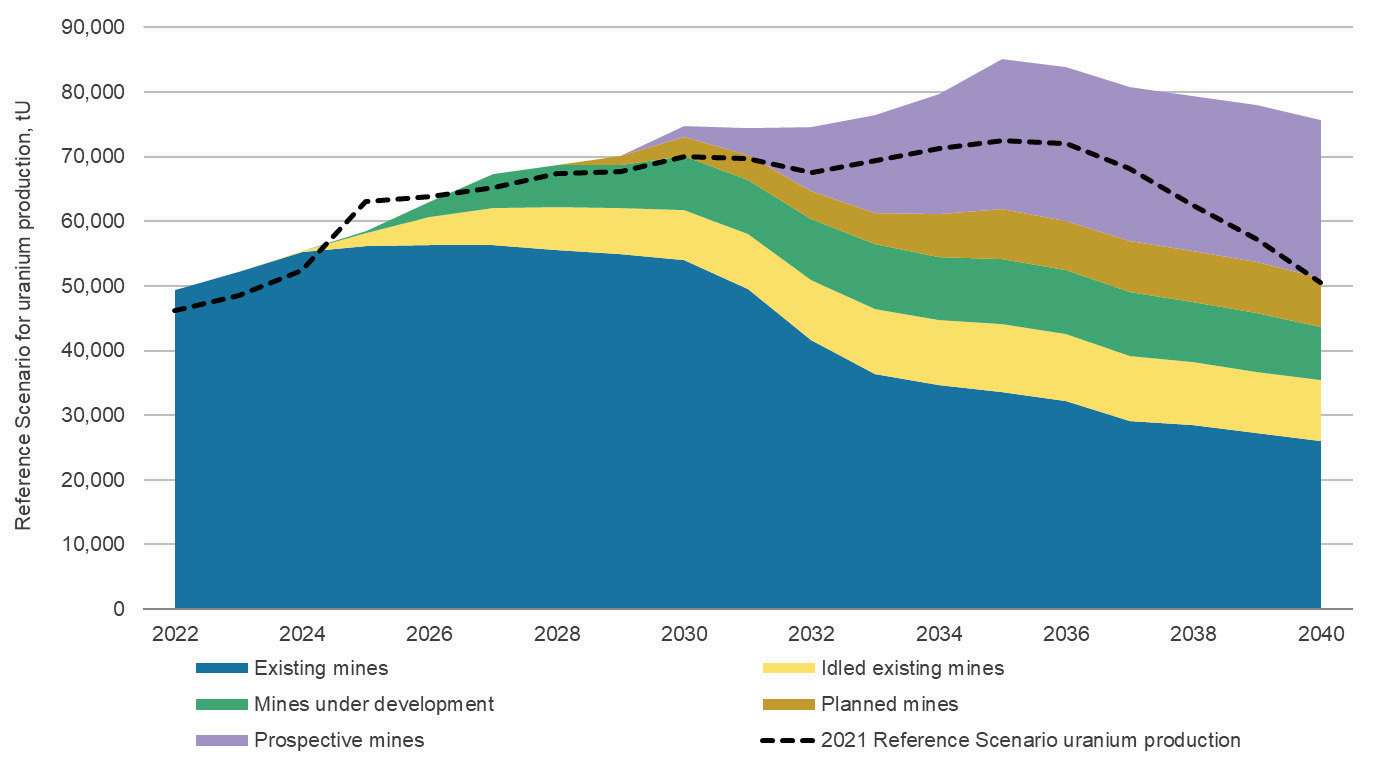 Reference Scenario for uranium production, tU
90,000
80,000
70,000
60,000
50,000
40,000
30,000
20,000
10,000
0
2022 2024 2026 2028 2030 2032 2034 2036 2038 2040
Existing mines
Idled existing mines
Mines under development
Planned mines
Prospective mines
2021 Reference Scenario uranium production